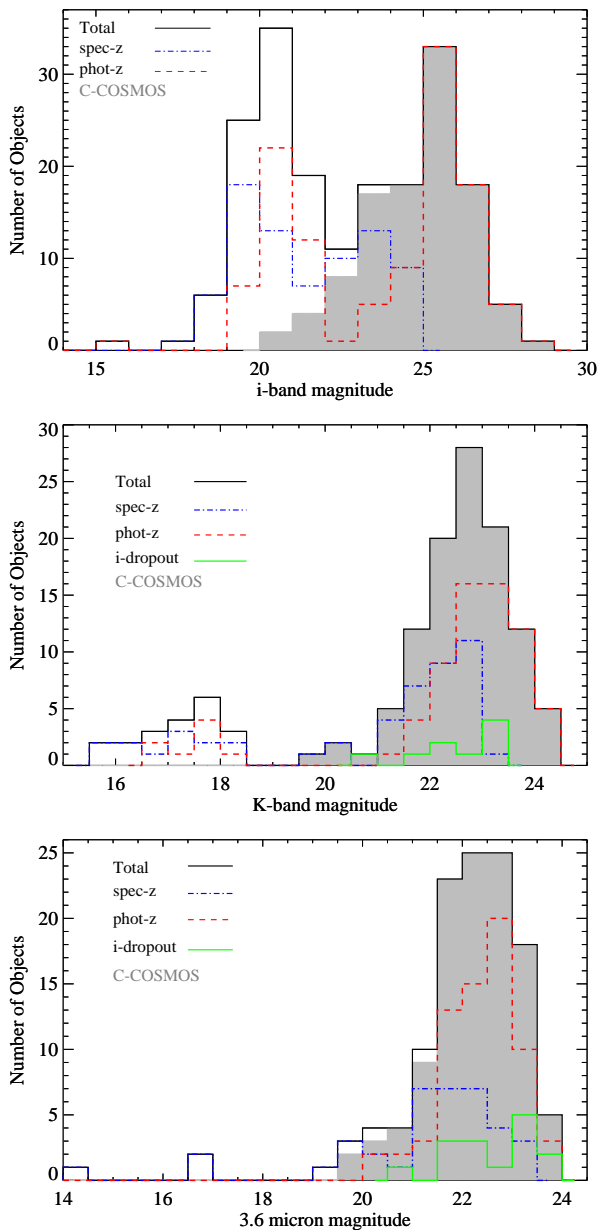 Total
spec-z
phot-z
C-COSMOS
30
20
10
0
Number of Objects
15 20 25 30
i-band magnitude
30
25
20
15
10
5
0
Number of Objects
Total
spec-z
phot-z
i-dropout
C-COSMOS
16 18 20 22 24
K-band magnitude
25
20
15
10
5
0
Number of Objects
Total
spec-z
phot-z
i-dropout
C-COSMOS
14 16 18 20 22 24
3.6 micron magnitude